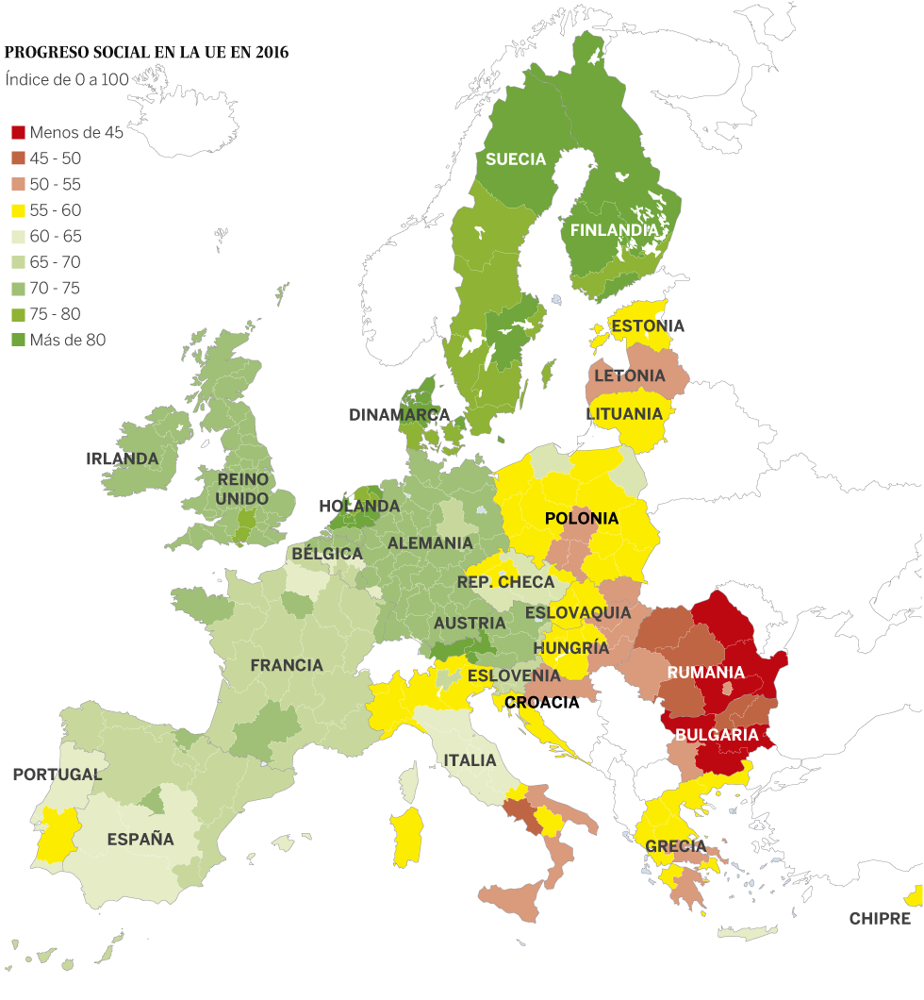 PROGRESO SOCIAL EN LA UE EN 2016
Índice de 0 a 100
Menos de 45
45 - 50
50 - 55
55 - 60
60 - 65
65 - 70
70 - 75
75 - 80
Más de 80
SUECIA
FINLANDIA
ESTONIA
LETONIA
LITUANIA
DINAMARCA
IRLANDA
REINO
UNIDO
HOLANDA
BÉLGICA
ALEMANIA
POLONIA
REP. CHECA
ESLOVAQUIA
AUSTRIA
HUNGRÍA
FRANCIA
ESLOVENIA
CROACIA
RUMANIA
BULGARIA
ITALIA
PORTUGAL
ESPAÑA
GRECIA
CHIPRE